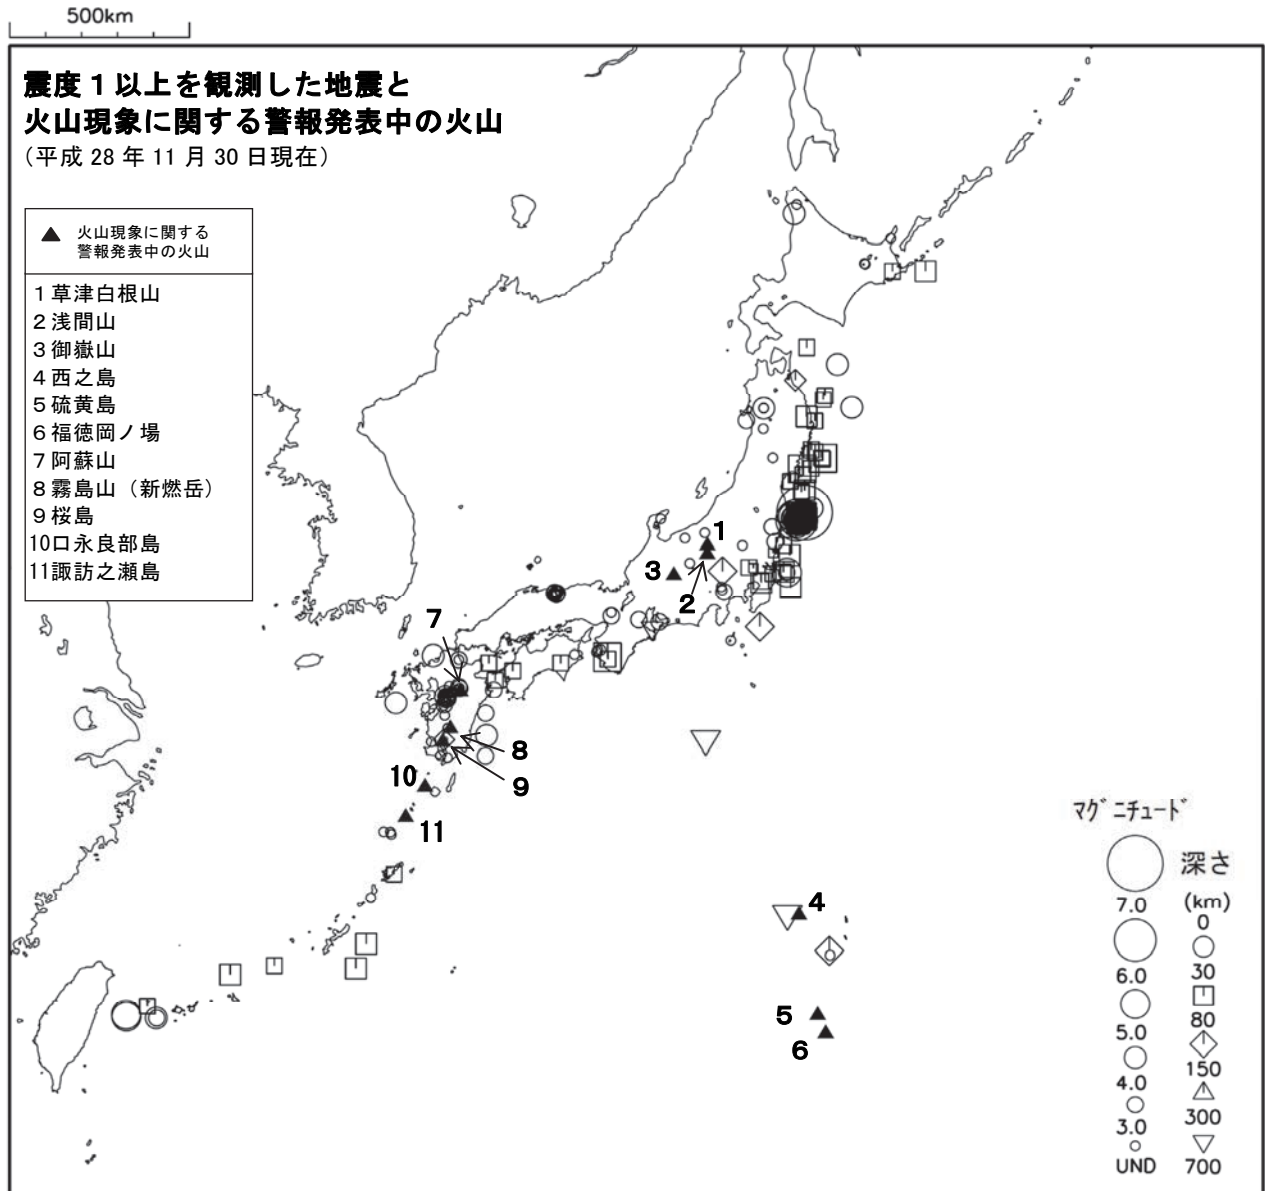 500km
震度１以上を観測した地震と
火山現象に関する警報発表中の火山
（平成 28 年 11 月 30 日現在）
▲ 火山現象に関する
警報発表中の火山
1草津白根山
2浅間山
3御嶽山
4西之島
5硫黄島
6福徳岡ノ場
7阿蘇山
8霧島山（新燃岳）
9桜島
10口永良部島
11諏訪之瀬島
1
3
2
7
8
10
9
11
4
5
6
ﾏｸﾞﾆﾁｭｰﾄﾞ
深さ
(km)
7.0
0
6.0
30
5.0
80
4.0
150
3.0
300
UND
700